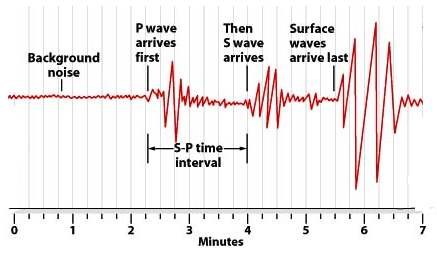 Background
noise
P wave
arrives
first
Then
S wave
arrives
Surface
waves
arrive last
S-P time
interval
0 1 2 3 4 5 6 7
Minutes